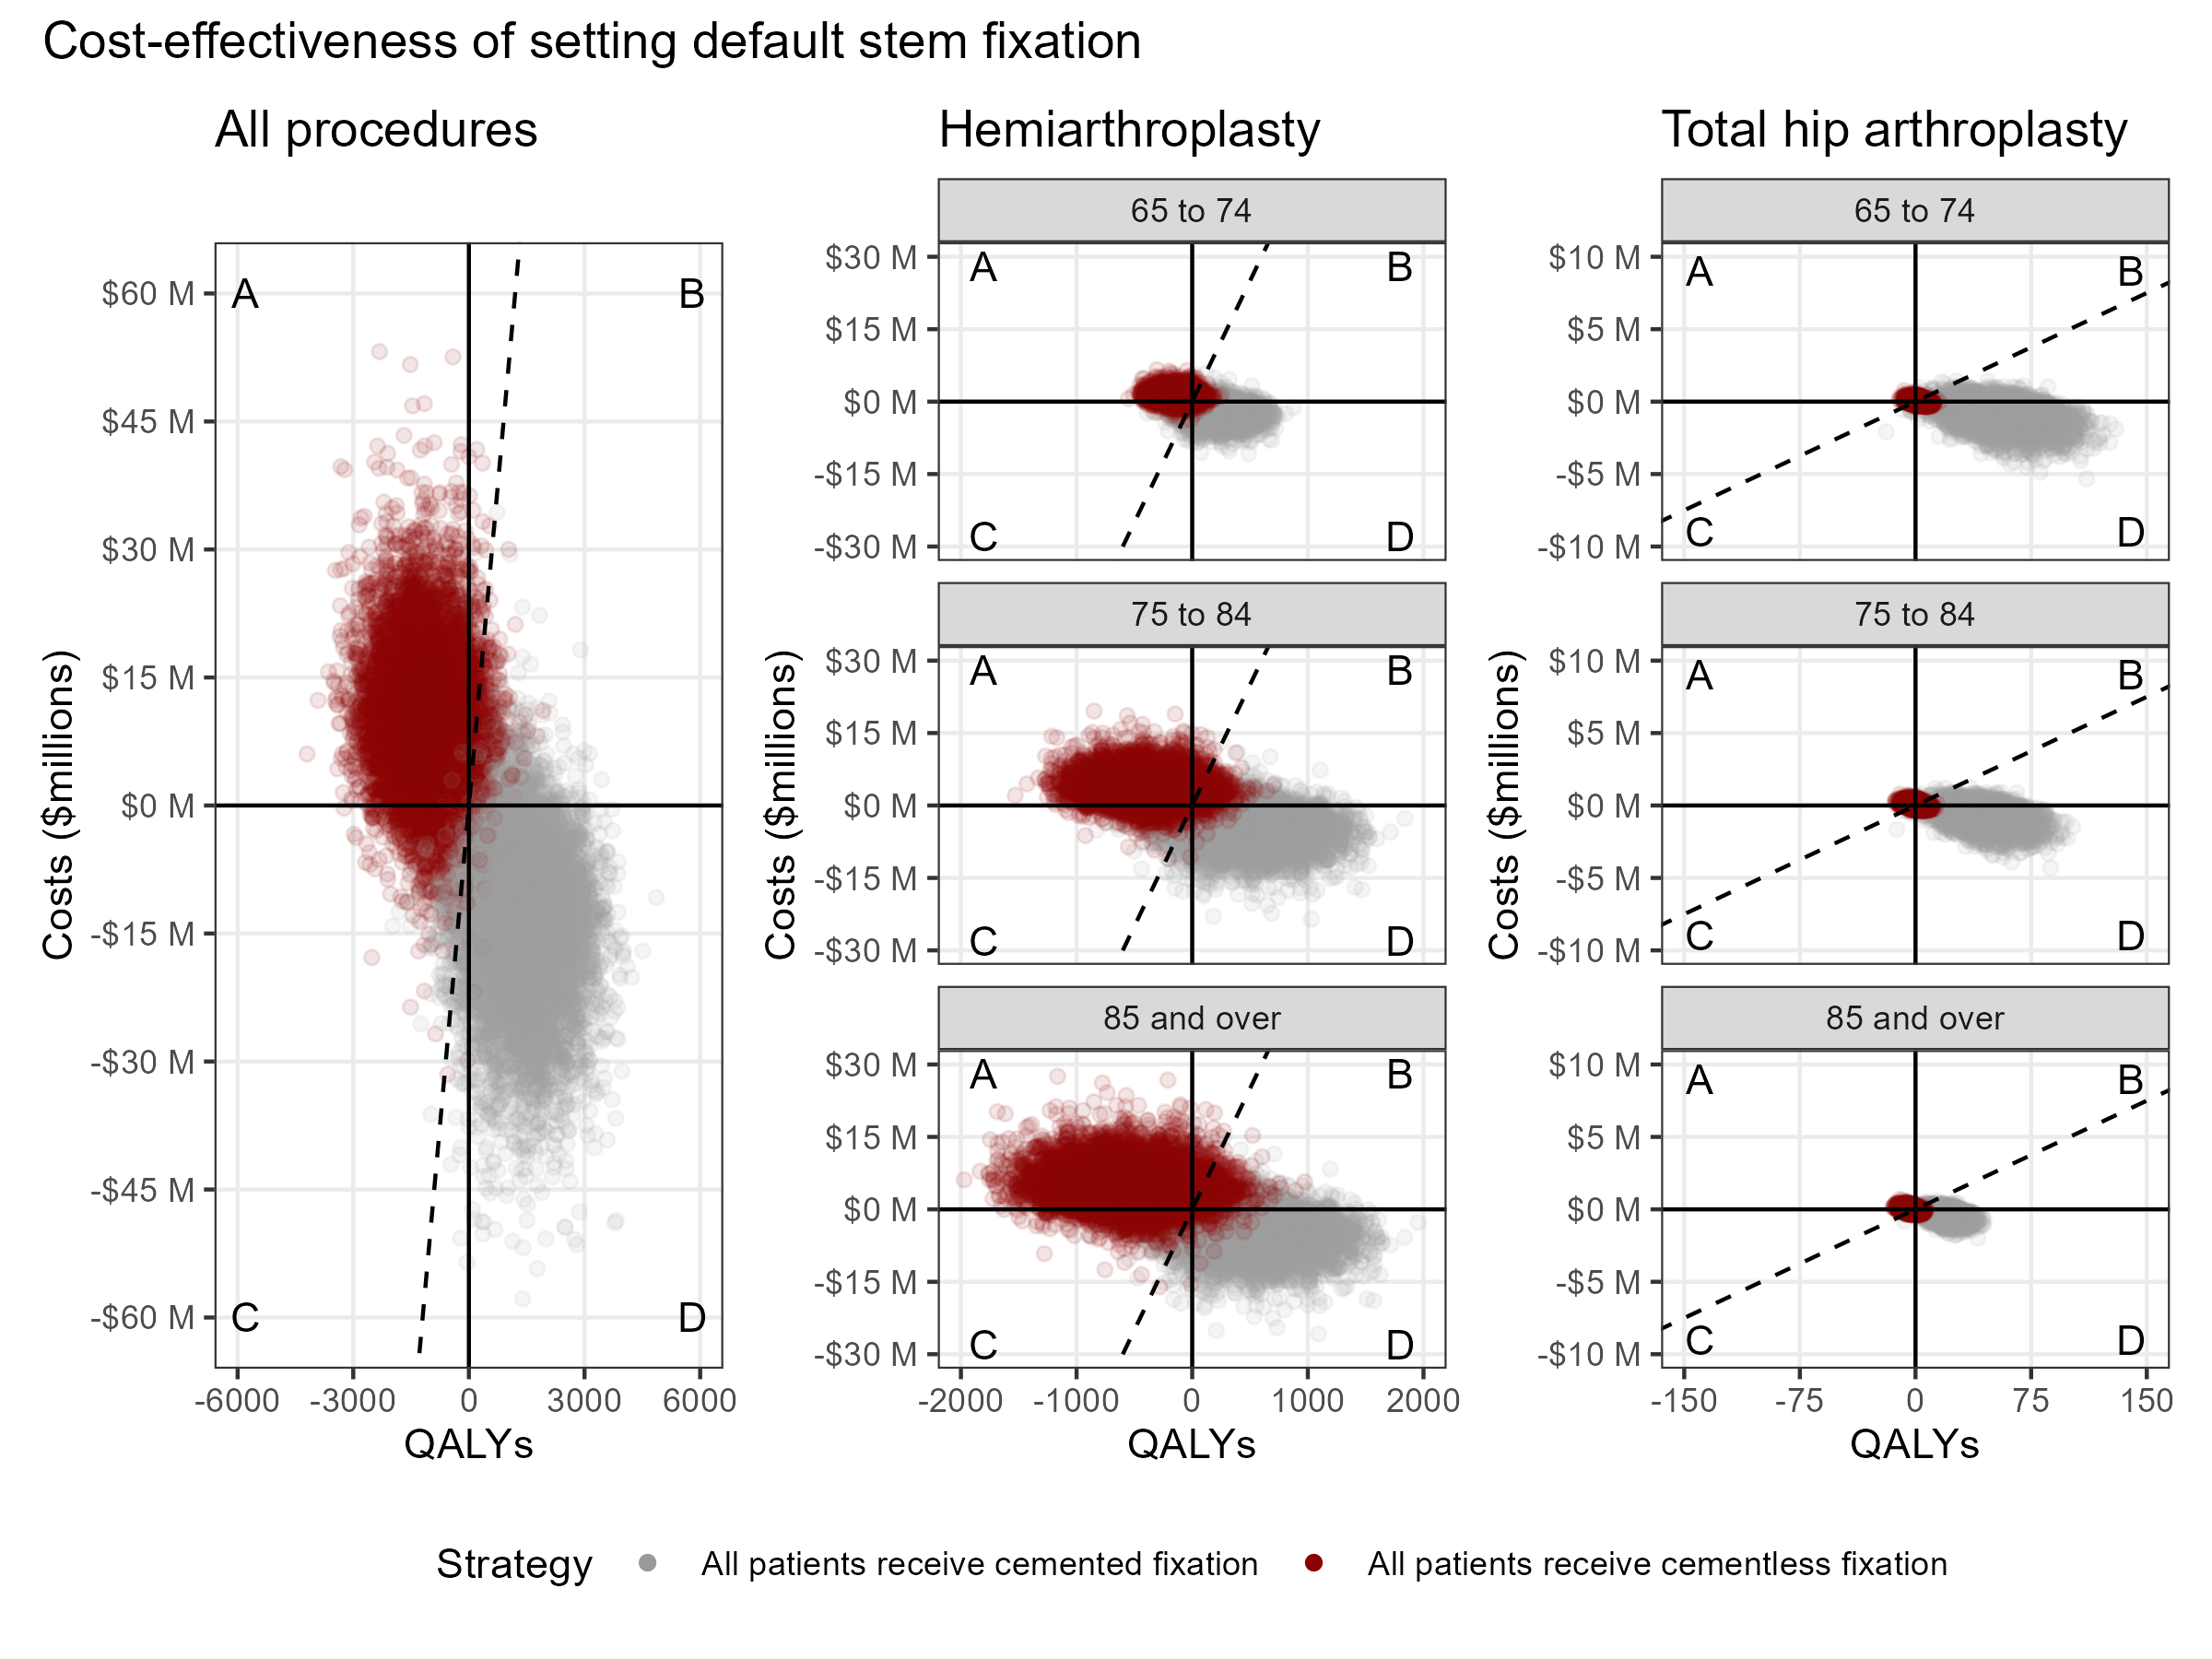 Cost-effectiveness of setting default stem fixation
All procedures
A
B
C
D
$60 M
$45 M
$30 M
$15 M
$0 M
-$15 M
-$30 M
-$45 M
-$60 M
Costs ($millions)
-6000 -3000 0 3000 6000
QALYs
Hemiarthroplasty
65 to 74
A
B
C
D
$30 M
$15 M
$0 M
-$15 M
-$30 M
75 to 84
A
B
C
D
$30 M
$15 M
$0 M
-$15 M
-$30 M
85 and over
A
B
C
D
$30 M
$15 M
$0 M
-$15 M
-$30 M
Costs ($millions)
-2000 -1000 0 1000 2000
QALYs
Total hip arthroplasty
65 to 74
A
B
C
D
$10 M
$5 M
$0 M
-$5 M
-$10 M
75 to 84
A
B
C
D
$10 M
$5 M
$0 M
-$5 M
-$10 M
85 and over
A
B
C
D
$10 M
$5 M
$0 M
-$5 M
-$10 M
Costs ($millions)
-150 -75 0 75 150
QALYs
Strategy All patients receive cemented fixation All patients receive cementless fixation